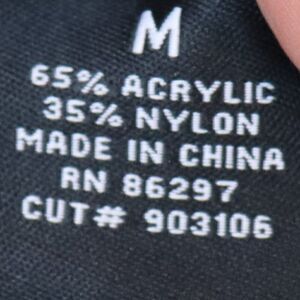 M
65% ACRYLIC
35% NYLON
MADE IN CHINA
RN 86297
CUT# 903106